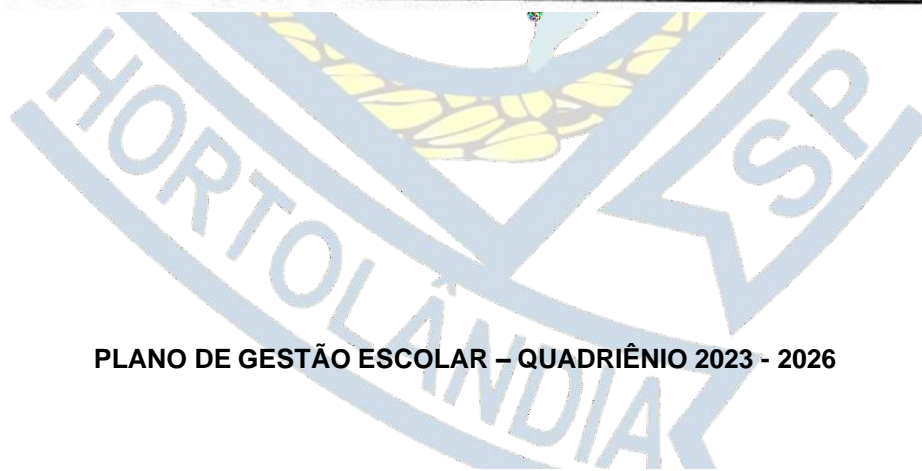 HORTOLÂNDIA
SP
PLANO DE GESTÃO ESCOLAR – QUADRIÊNIO 2023 - 2026